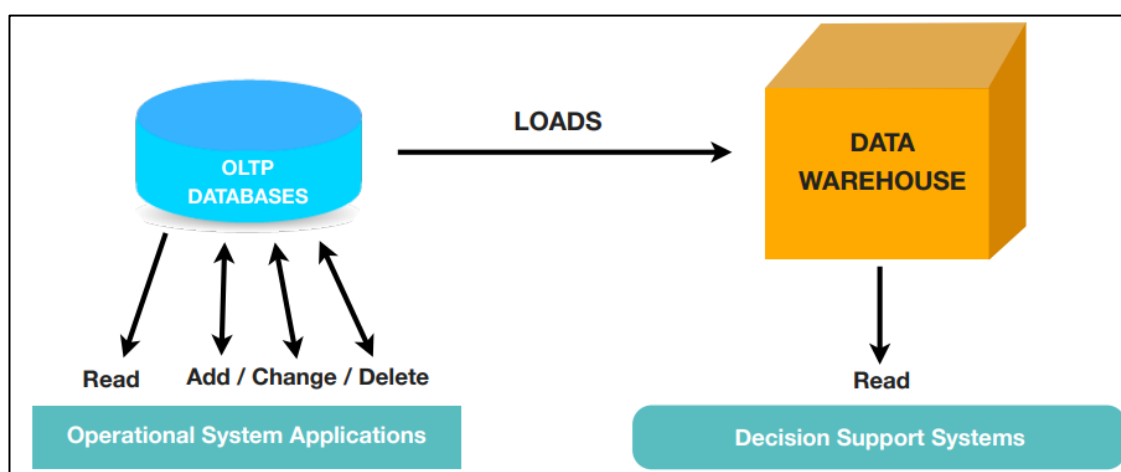 LOADS
OLTP
DATABASES
DATA
WAREHOUSE
Read
Add / Change / Delete
Read
Operational System Applications
Decision Support Systems